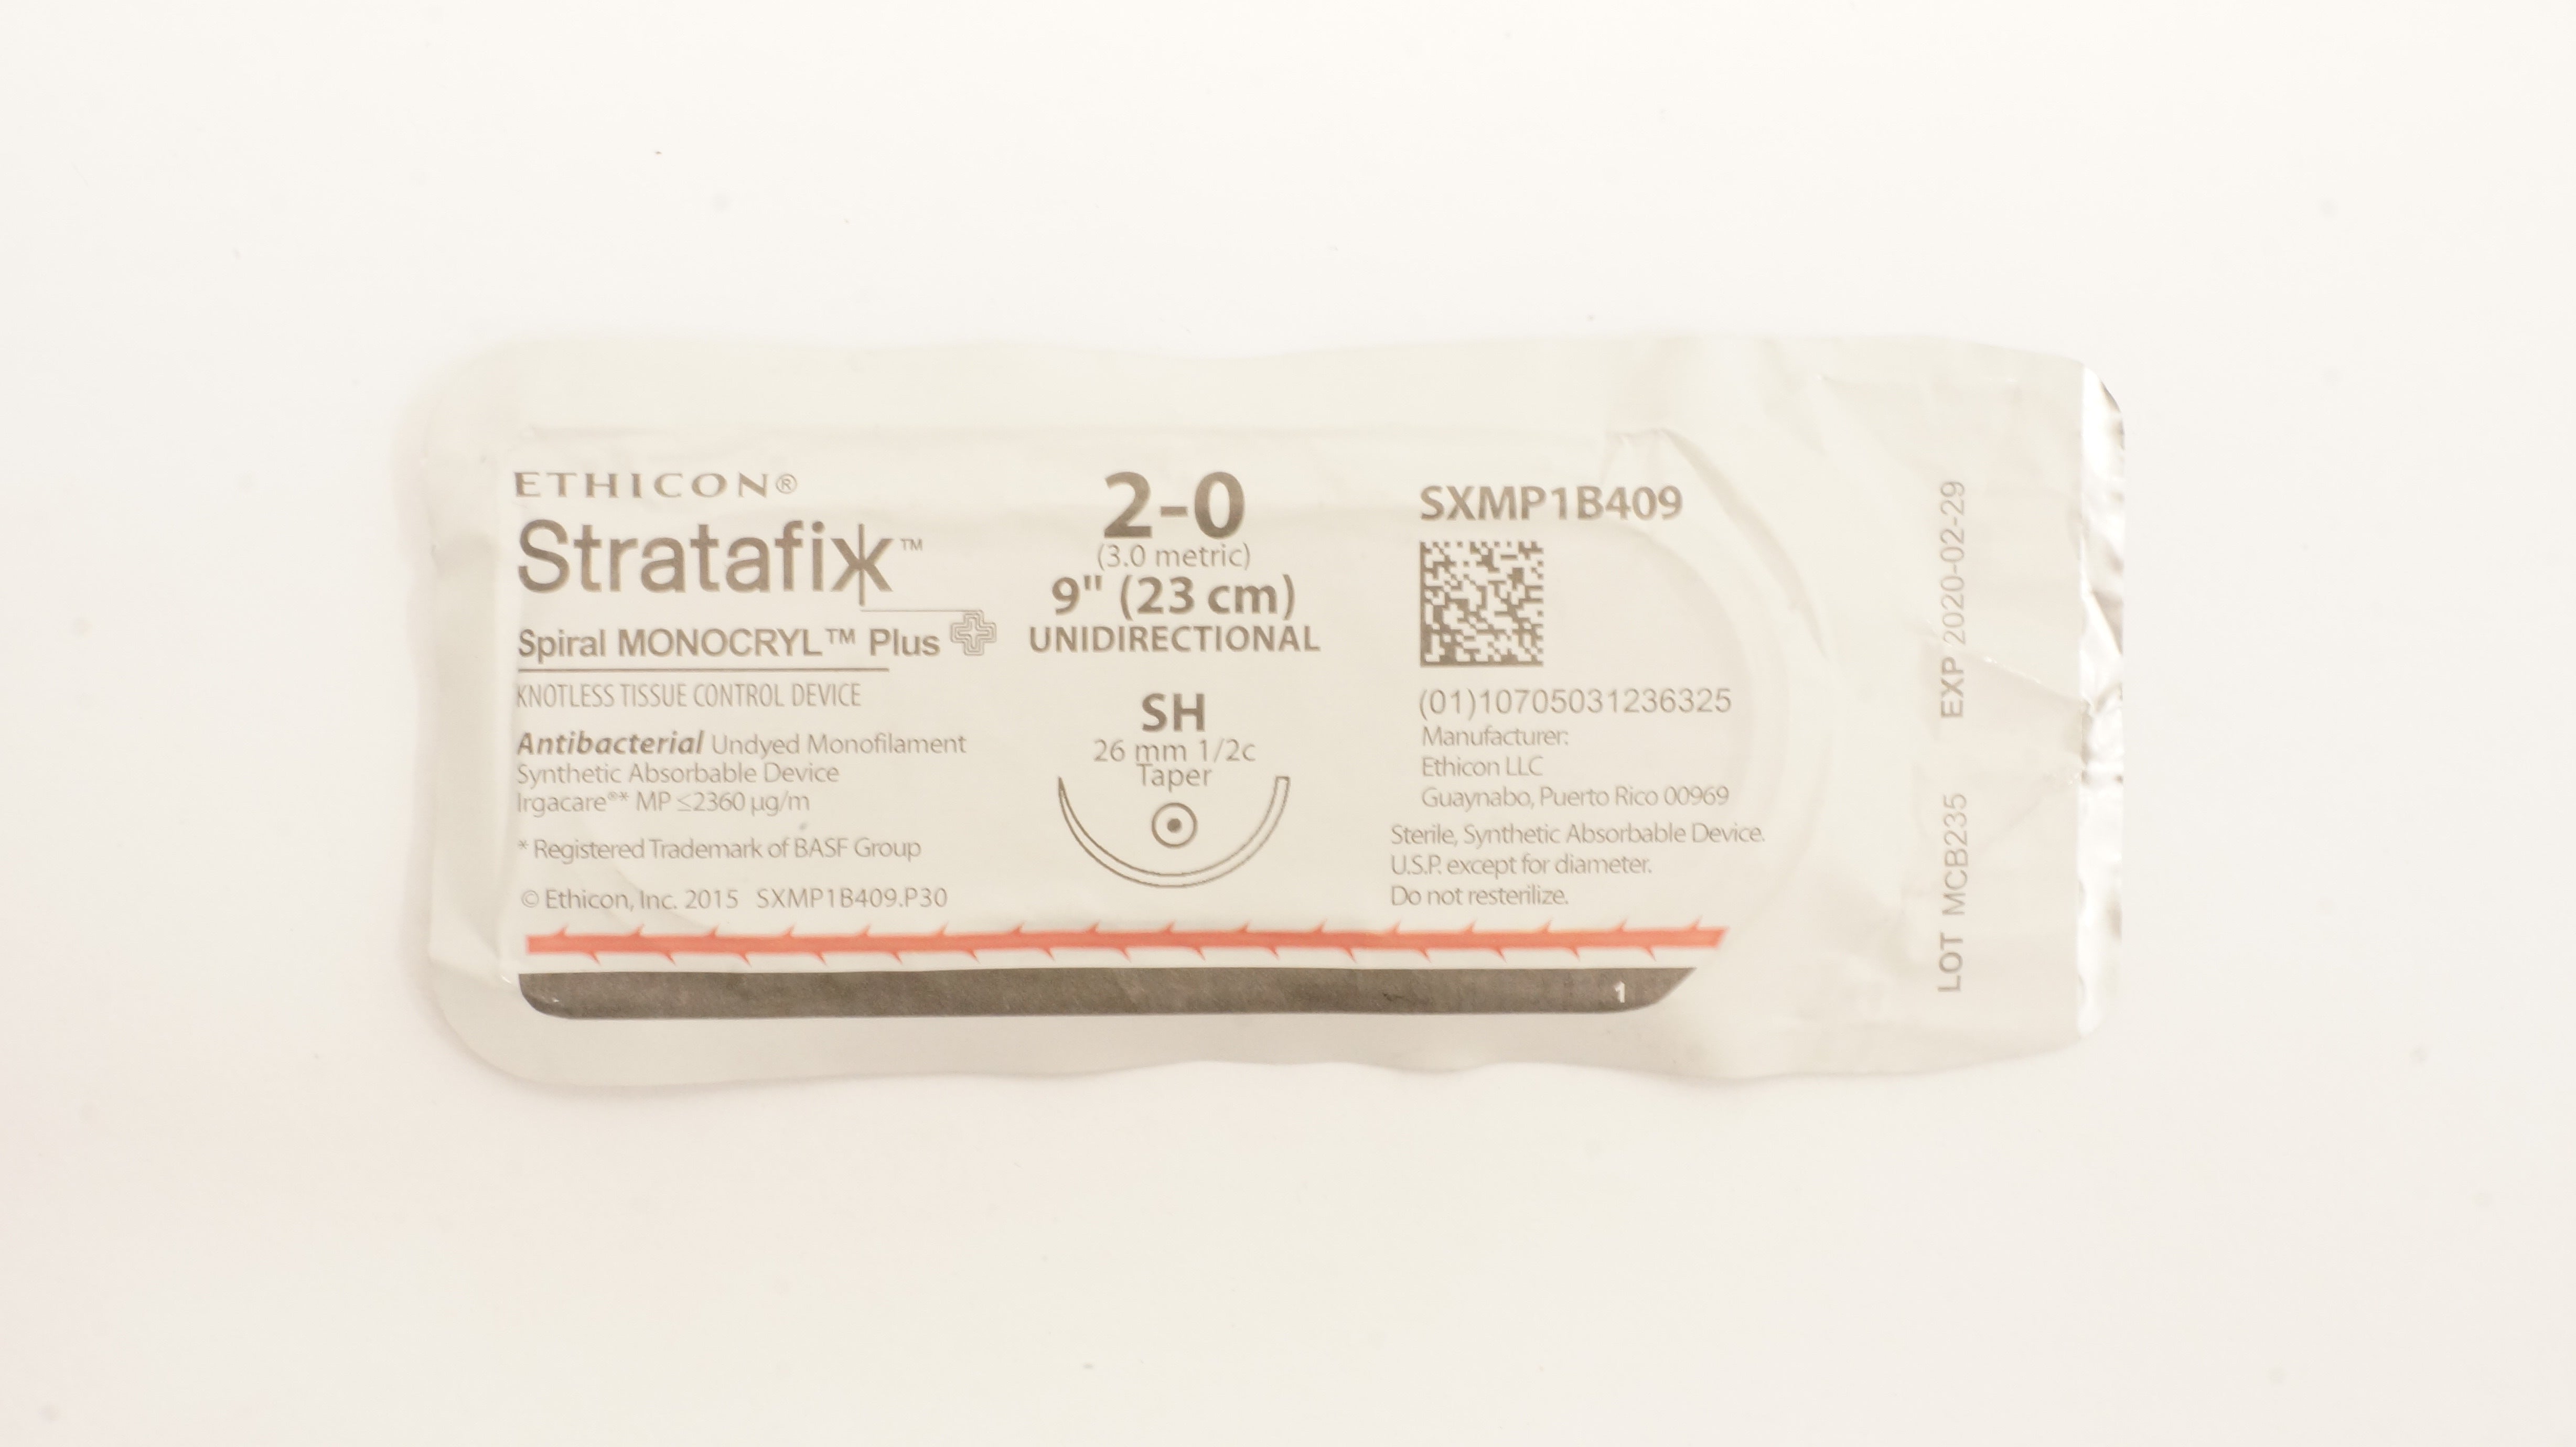 ETHICON®
Stratafix™
Spiral MONOCRYL™ Plus
KNOTLESS TISSUE CONTROL DEVICE
Antibacterial Undyed Monofilament
Synthetic Absorbable Device
Irgacare®* MP ≤2360 µg/m
* Registered Trademark of BASF Group
© Ethicon, Inc. 2015 SXMP1B409.P30
2-0
(3.0 metric)
9" (23 cm)
UNIDIRECTIONAL
SH
26 mm 1/2c
Taper
SXMP1B409
(01)10705031236325
Manufacturer:
Ethicon LLC
Guaynabo, Puerto Rico 00969
Sterile, Synthetic Absorbable Device.
U.S.P. except for diameter.
Do not resterilize.
1
LOT MCB235 EXP 2020-02-29